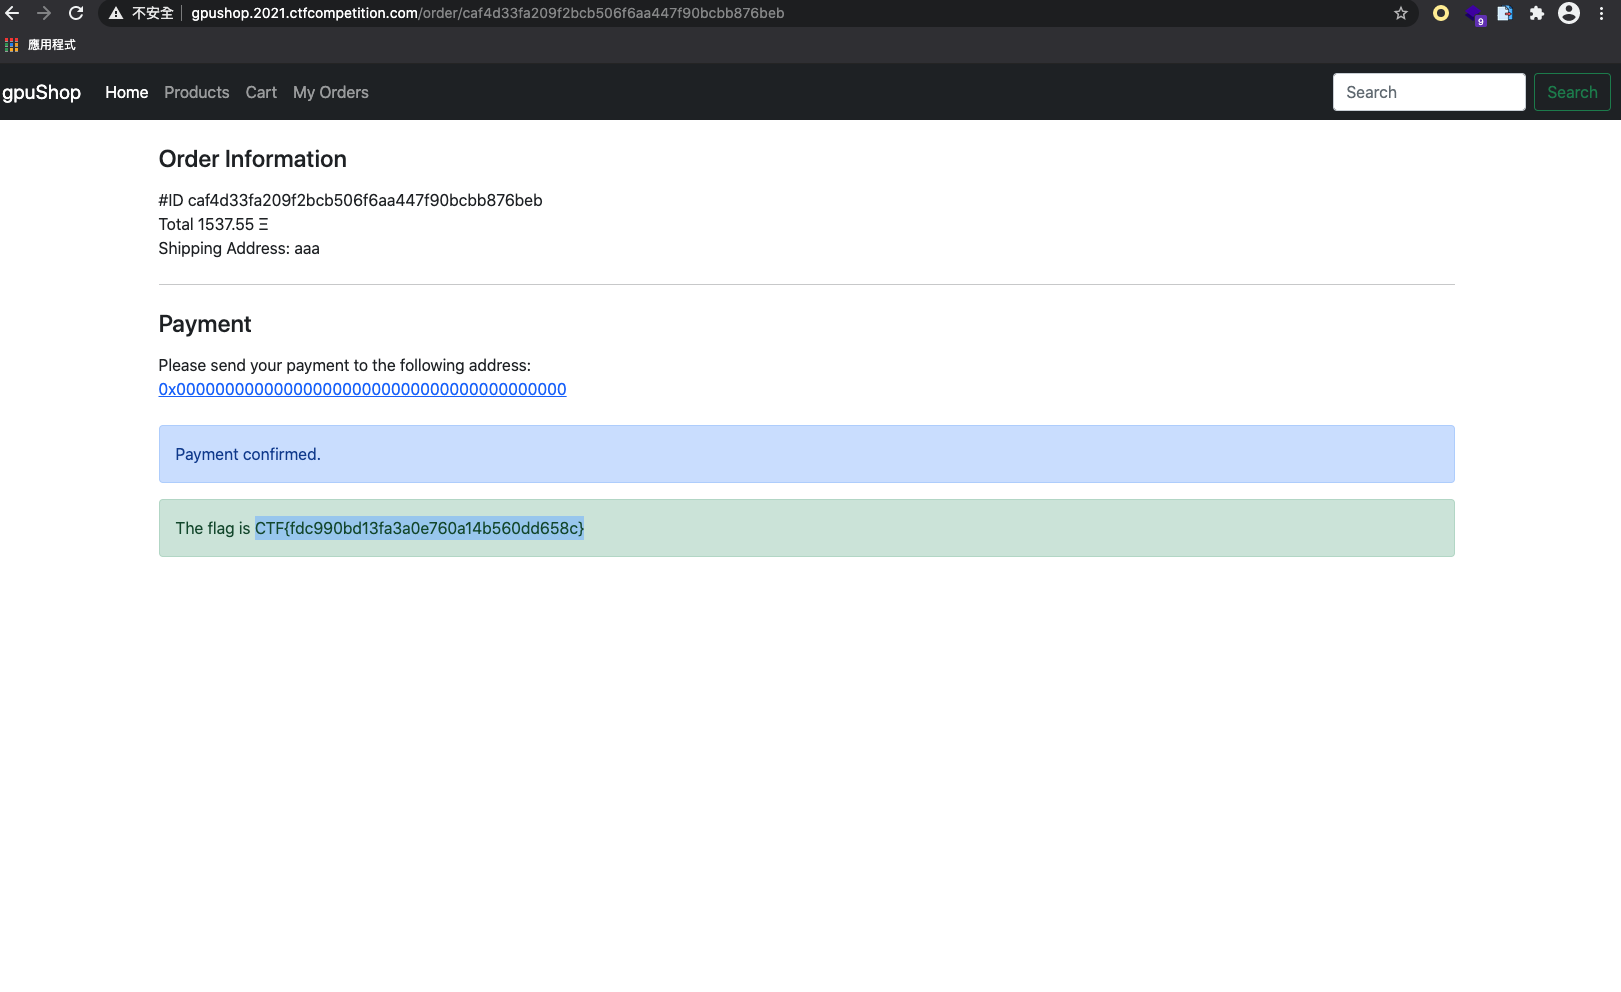 不安全 gpushop.2021.ctfcompetition.com/order/caf4d33fa209f2bcb506f6aa447f90bcbb876beb
9
應用程式
gpuShop Home Products Cart My Orders Search Search
Order Information
#ID caf4d33fa209f2bcb506f6aa447f90bcbb876beb
Total 1537.55 Ξ
Shipping Address: aaa
Payment
Please send your payment to the following address:
0x0000000000000000000000000000000000000000
Payment confirmed.
The flag is CTF{fdc990bd13fa3a0e760a14b560dd658c}